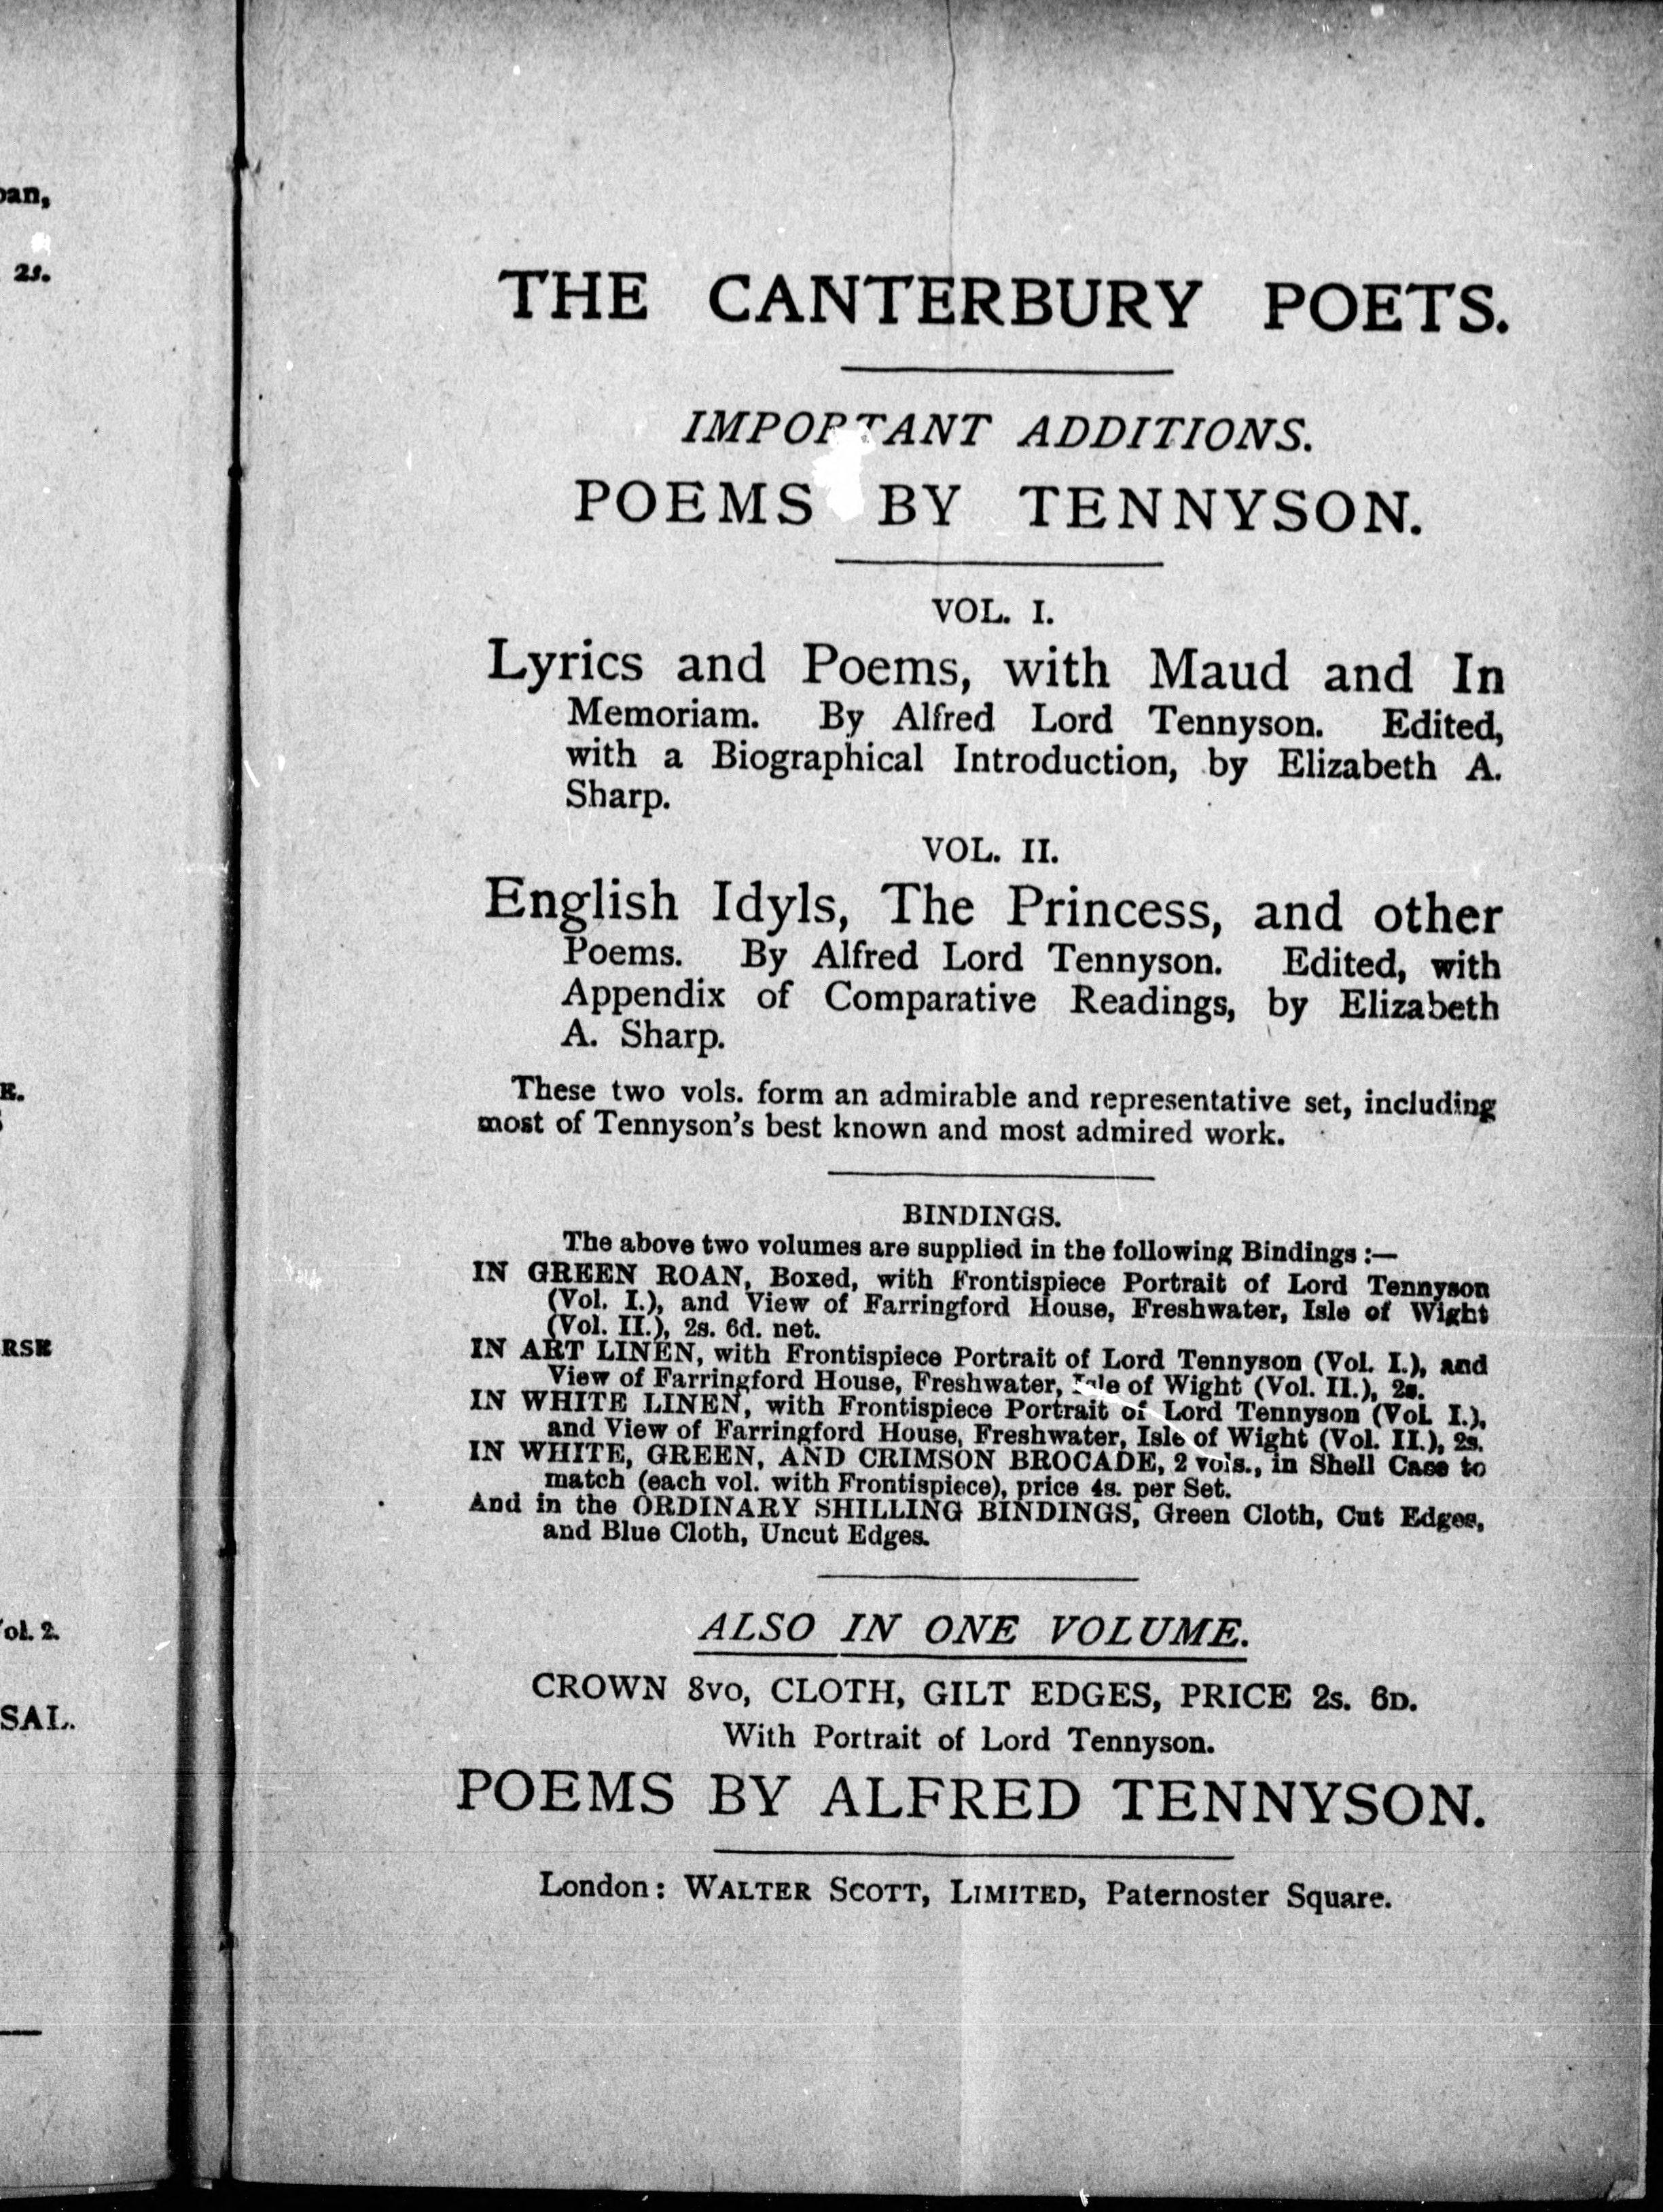 2s.
E.
RSE
ol. 2.
SAL.
THE CANTERBURY POETS.
IMPORTANT ADDITIONS.
POEMS BY TENNYSON.
VOL. I.
Lyrics and Poems, with Maud and In
Memoriam. By Alfred Lord Tennyson. Edited,
with a Biographical Introduction, by Elizabeth A.
Sharp.
VOL. II.
English Idyls, The Princess, and other
Poems. By Alfred Lord Tennyson. Edited, with
Appendix of Comparative Readings, by Elizabeth
A. Sharp.
These two vols. form an admirable and representative set, including
most of Tennyson's best known and most admired work.
BINDINGS.
The above two volumes are supplied in the following Bindings :—
IN GREEN ROAN, Boxed, with Frontispiece Portrait of Lord Tennyson
(Vol. I.), and View of Farringford House, Freshwater, Isle of Wight
(Vol. II.), 2s. 6d. net.
IN ART LINEN, with Frontispiece Portrait of Lord Tennyson (Vol. I.), and
View of Farringford House, Freshwater, Isle of Wight (Vol. II.), 2s.
IN WHITE LINEN, with Frontispiece Portrait of Lord Tennyson (Vol. I.),
and View of Farringford House, Freshwater, Isle of Wight (Vol. II.), 2s.
IN WHITE, GREEN, AND CRIMSON BROCADE, 2 vols., in Shell Case to
match (each vol. with Frontispiece), price 4s. per Set.
And in the ORDINARY SHILLING BINDINGS, Green Cloth, Cut Edges,
and Blue Cloth, Uncut Edges.
ALSO IN ONE VOLUME.
CROWN 8VO, CLOTH, GILT EDGES, PRICE 2S. 6D.
With Portrait of Lord Tennyson.
POEMS BY ALFRED TENNYSON.
London: WALTER SCOTT, LIMITED, Paternoster Square.